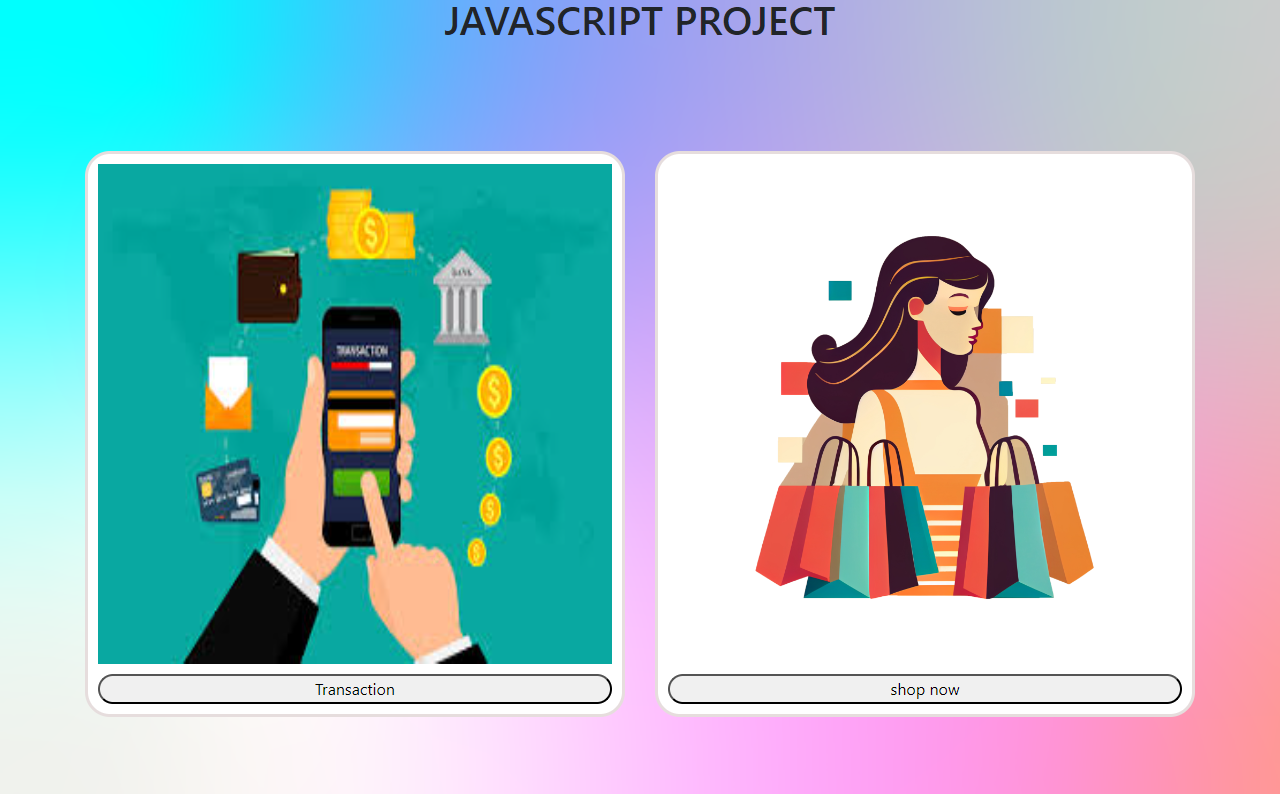 JAVASCRIPT PROJECT
BANK
TRANSACTION
$
$
$
$
$
Transaction
shop now